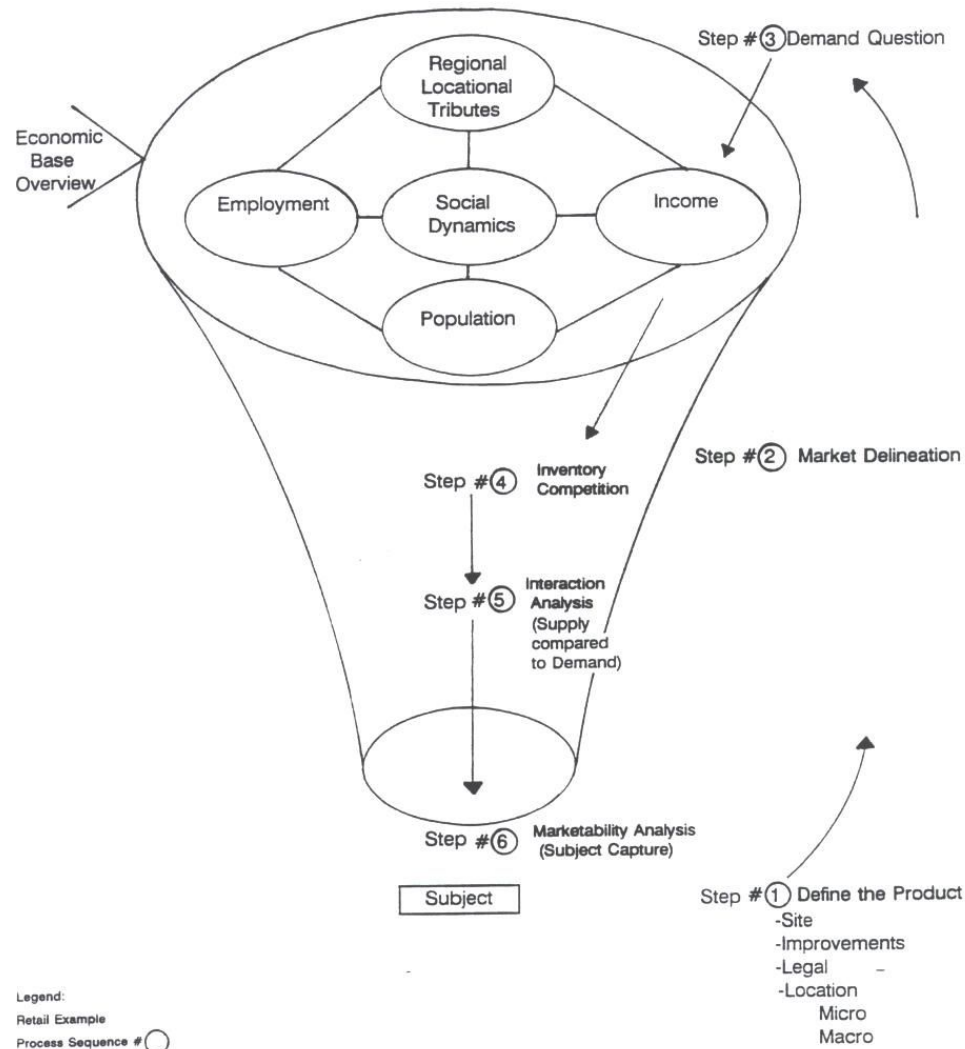 Step #③ Demand Question
Regional
Locational
Tributes
Economic
Base
Overview
Employment
Social
Dynamics
Income
Population
Step #② Market Delineation
Step #④ Inventory
Competition
Step #⑤ Interaction
Analysis
(Supply
compared
to Demand)
Step #⑥ Marketability Analysis
(Subject Capture)
Subject
Step #① Define the Product
-Site
-Improvements
-Legal
-Location
Micro
Macro
Legend:
Retail Example
Process Sequence #◯